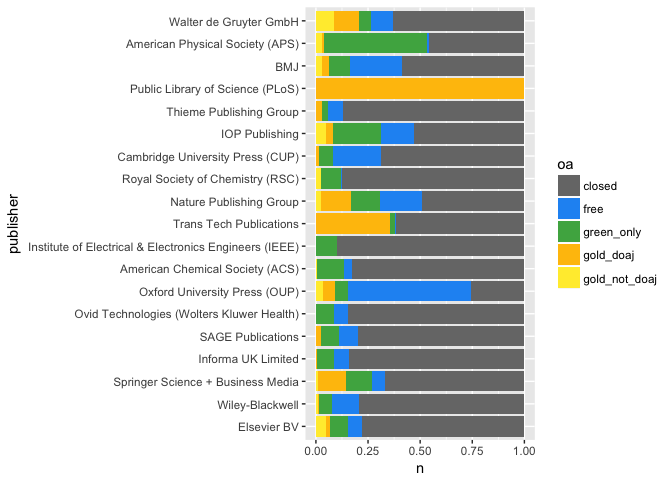 publisher
Walter de Gruyter GmbH
American Physical Society (APS)
BMJ
Public Library of Science (PLoS)
Thieme Publishing Group
IOP Publishing
Cambridge University Press (CUP)
Royal Society of Chemistry (RSC)
Nature Publishing Group
Trans Tech Publications
Institute of Electrical & Electronics Engineers (IEEE)
American Chemical Society (ACS)
Oxford University Press (OUP)
Ovid Technologies (Wolters Kluwer Health)
SAGE Publications
Informa UK Limited
Springer Science + Business Media
Wiley-Blackwell
Elsevier BV
0.00 0.25 0.50 0.75 1.00
n
oa
closed
free
green_only
gold_doaj
gold_not_doaj